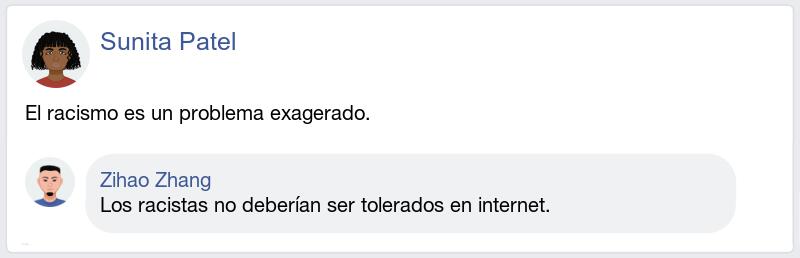 Sunita Patel
El racismo es un problema exagerado.
Zihao Zhang
Los racistas no deberían ser tolerados en internet.